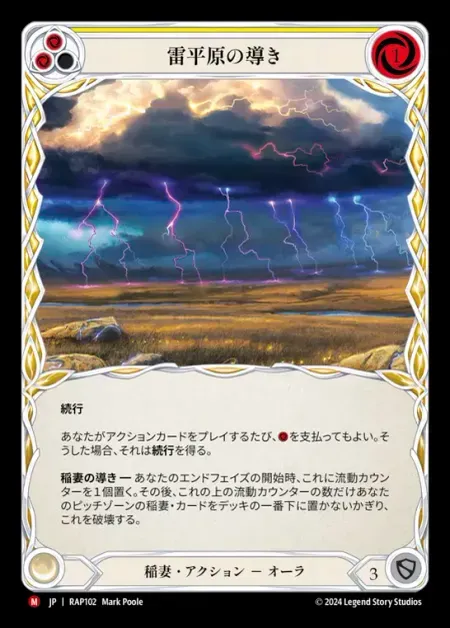 雷平原の導き
1
続行
あなたがアクションカードをプレイするたび、を支払ってもよい。そ
うした場合、それは続行を得る。
稲妻の導き ー あなたのエンドフェイズの開始時、これに流動カウン
ターを1個置く。その後、これの上の流動カウンターの数だけあなた
のピッチゾーンの稲妻・カードをデッキの一番下に置かないかぎり、
これを破壊する。
稲妻・アクション ー オーラ
3
M JP | RAP102 Mark Poole
© 2024 Legend Story Studios